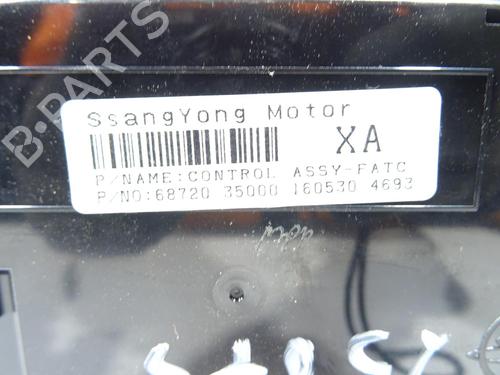 SsangYong Motor
XA
P/NAME:CONTROL ASSY-FATC
P/NO:68720 35000 160530 4693
B-PARTS